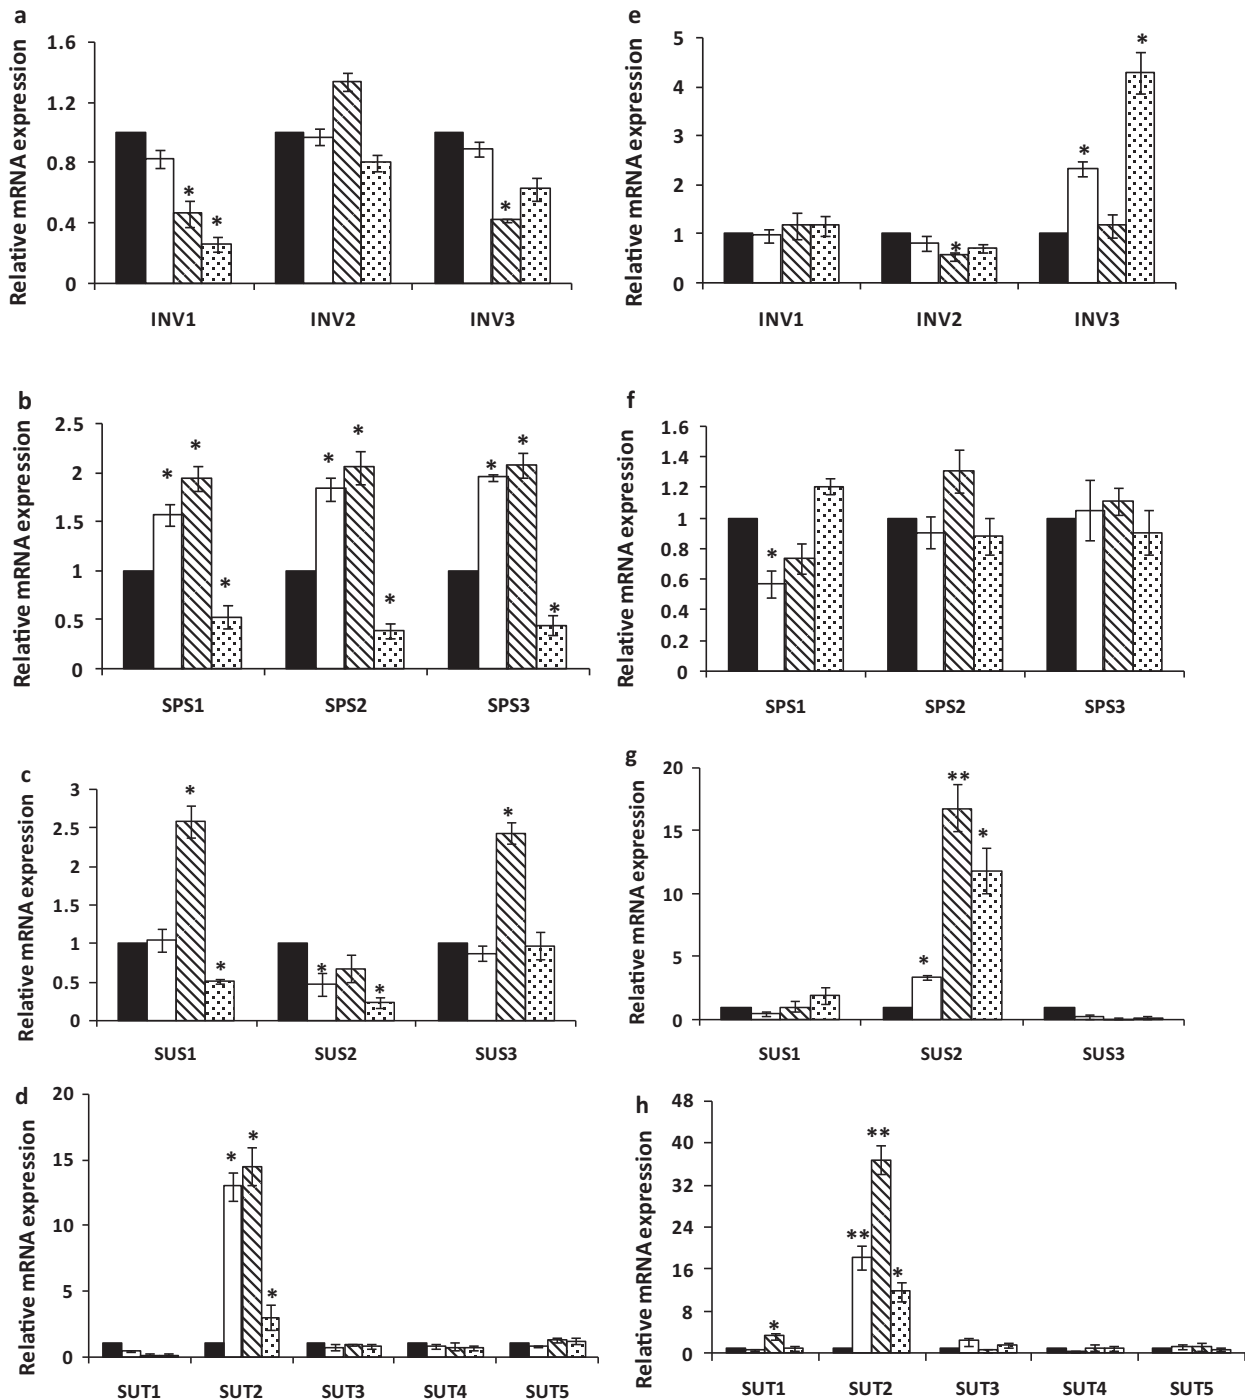 a
Relative mRNA expression
1.6
1.2
0.8
0.4
0
* * *
INV1 INV2 INV3
b
Relative mRNA expression
2.5
2
1.5
1
0.5
0
* * * * * * * * *
SPS1 SPS2 SPS3
c
Relative mRNA expression
3
2.5
2
1.5
1
0.5
0
* * * * *
SUS1 SUS2 SUS3
d
Relative mRNA expression
20
15
10
5
0
* * *
SUT1 SUT2 SUT3 SUT4 SUT5
e
Relative mRNA expression
5
4
3
2
1
0
* * *
INV1 INV2 INV3
f
Relative mRNA expression
1.6
1.4
1.2
1
0.8
0.6
0.4
0.2
0
*
SPS1 SPS2 SPS3
g
Relative mRNA expression
20
15
10
5
0
* ** *
SUS1 SUS2 SUS3
h
Relative mRNA expression
48
40
32
24
16
8
0
* ** ** *
SUT1 SUT2 SUT3 SUT4 SUT5